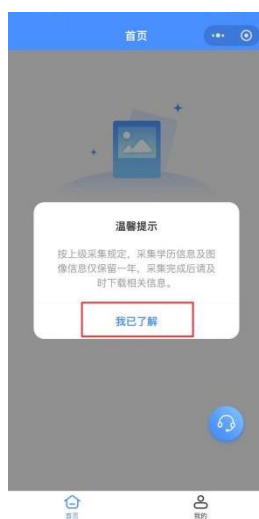 首页
温馨提示
按上级采集规定，采集学历信息及图
像信息仅保留一年，采集完成后请及
时下载相关信息。
我已了解
首页
我的